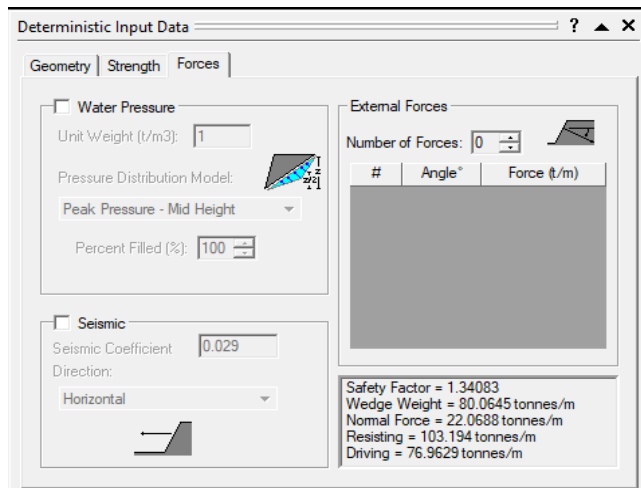 Deterministic Input Data
?
Geometry
Strength
Forces
Water Pressure
Unit Weight (t/m3):
1
Pressure Distribution Model:
z
z/2
Peak Pressure - Mid Height
Percent Filled (%):
100
Seismic
Seismic Coefficient
0.029
Direction:
Horizontal
External Forces
Number of Forces:
0
#
Angle°
Force (t/m)
Safety Factor = 1.34083
Wedge Weight = 80.0645 tonnes/m
Normal Force = 22.0688 tonnes/m
Resisting = 103.194 tonnes/m
Driving = 76.9629 tonnes/m